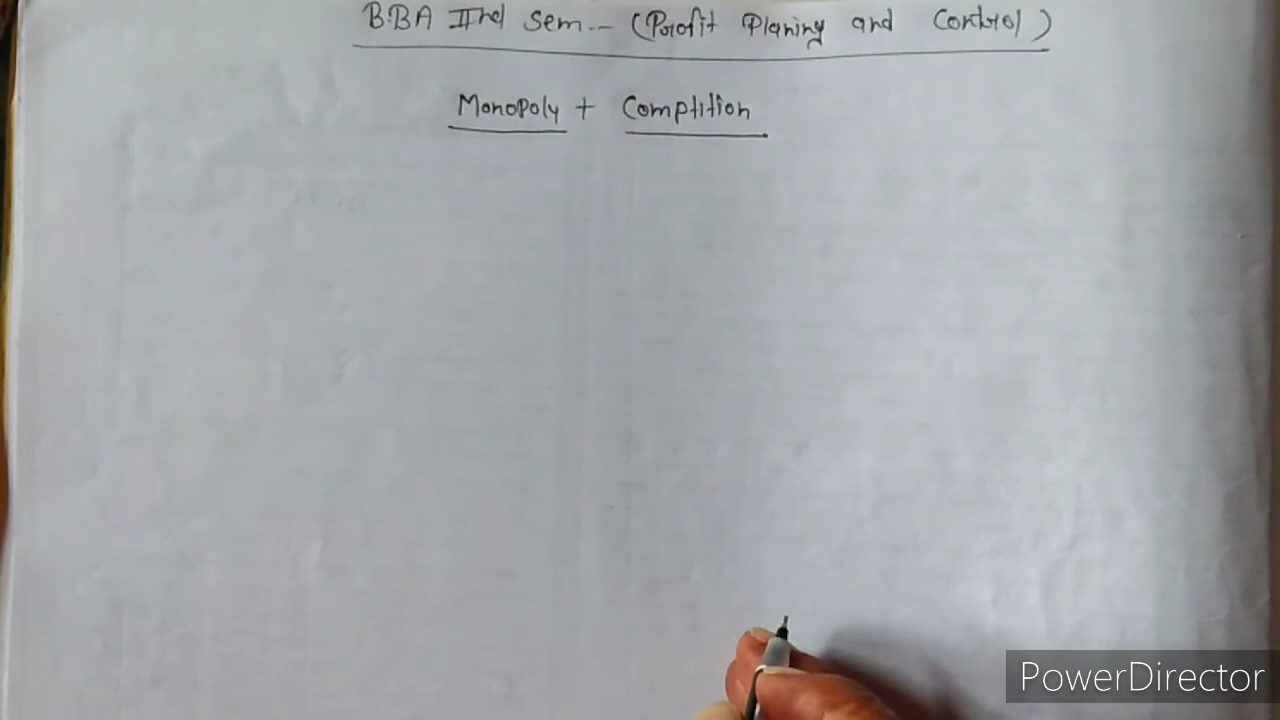 B.BA IInd Sem.- (Profit Planing and Control)
Monopoly + Comptition
PowerDirector